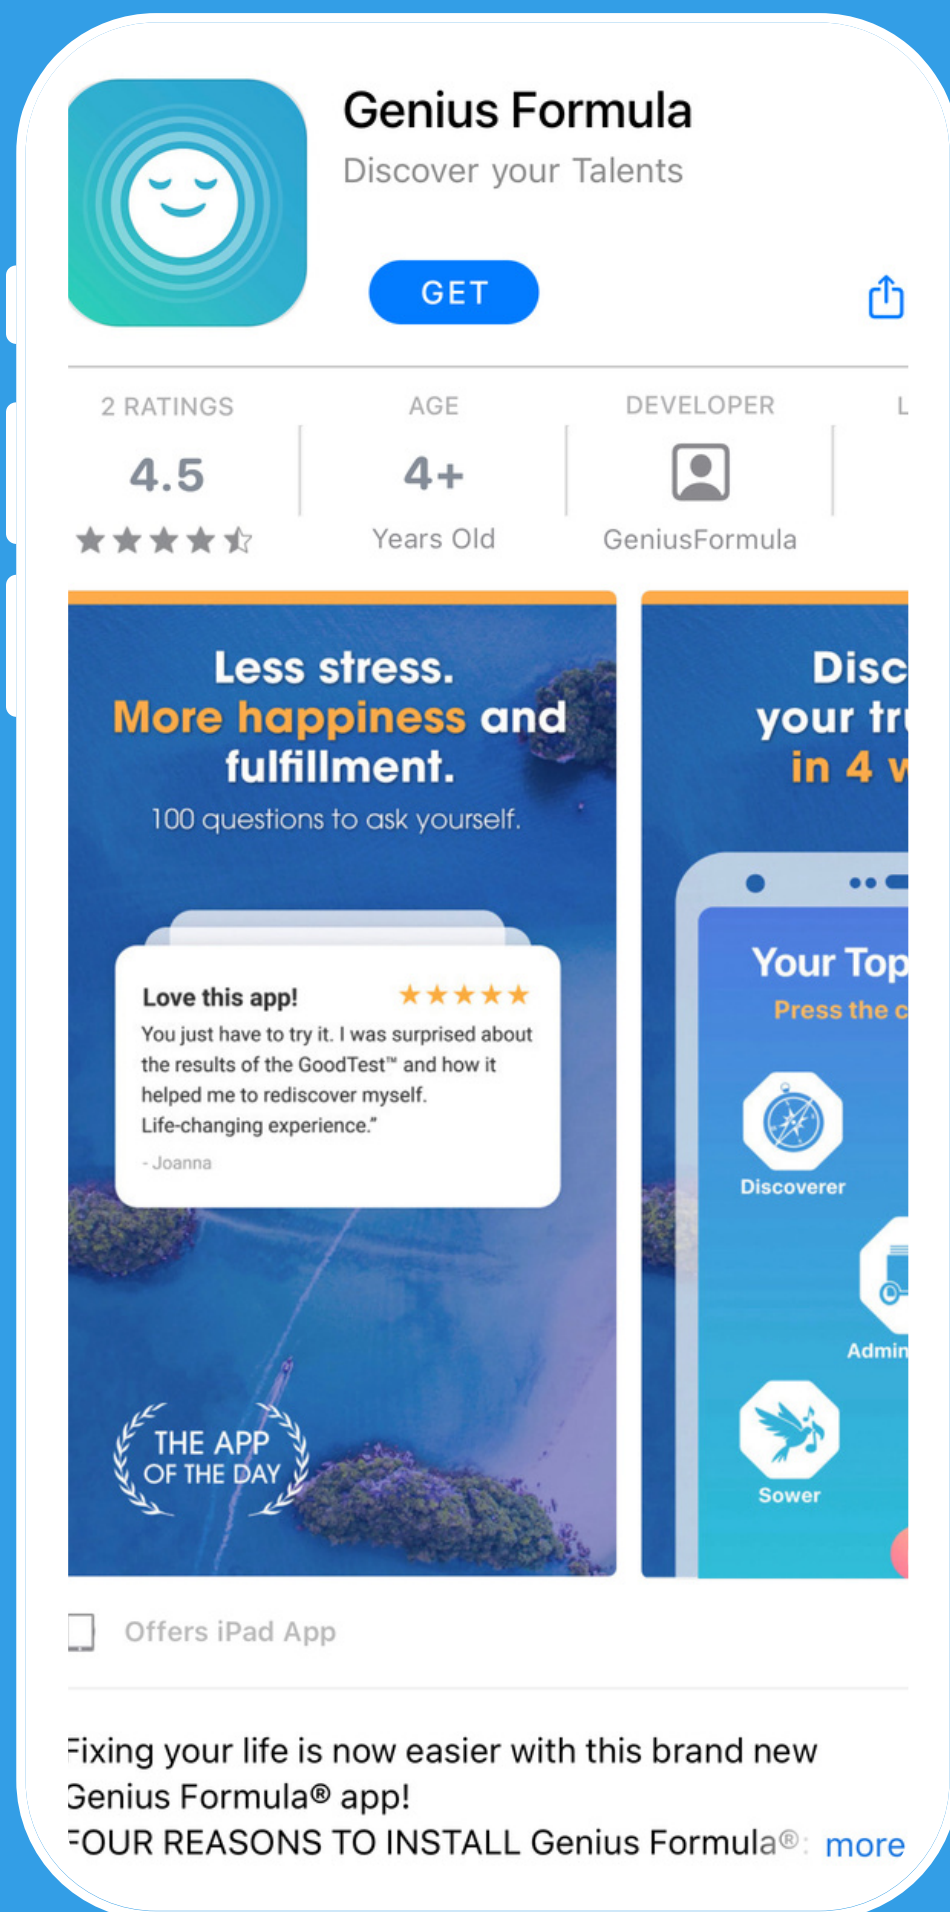 Genius Formula
Discover your Talents
GET
2 RATINGS
AGE
DEVELOPER
L
4.5
4+
Years Old
GeniusFormula
Less stress.
More happiness and
fulfillment.
100 questions to ask yourself.
Love this app!
You just have to try it. I was surprised about
the results of the GoodTest™ and how it
helped me to rediscover myself.
Life-changing experience.”
- Joanna
THE APP
OF THE DAY
Disc
your tru
in 4 w
Your Top
Press the c
Discoverer
Admin
Sower
Offers iPad App
Fixing your life is now easier with this brand new
Genius Formula® app!
FOUR REASONS TO INSTALL Genius Formula®:
more